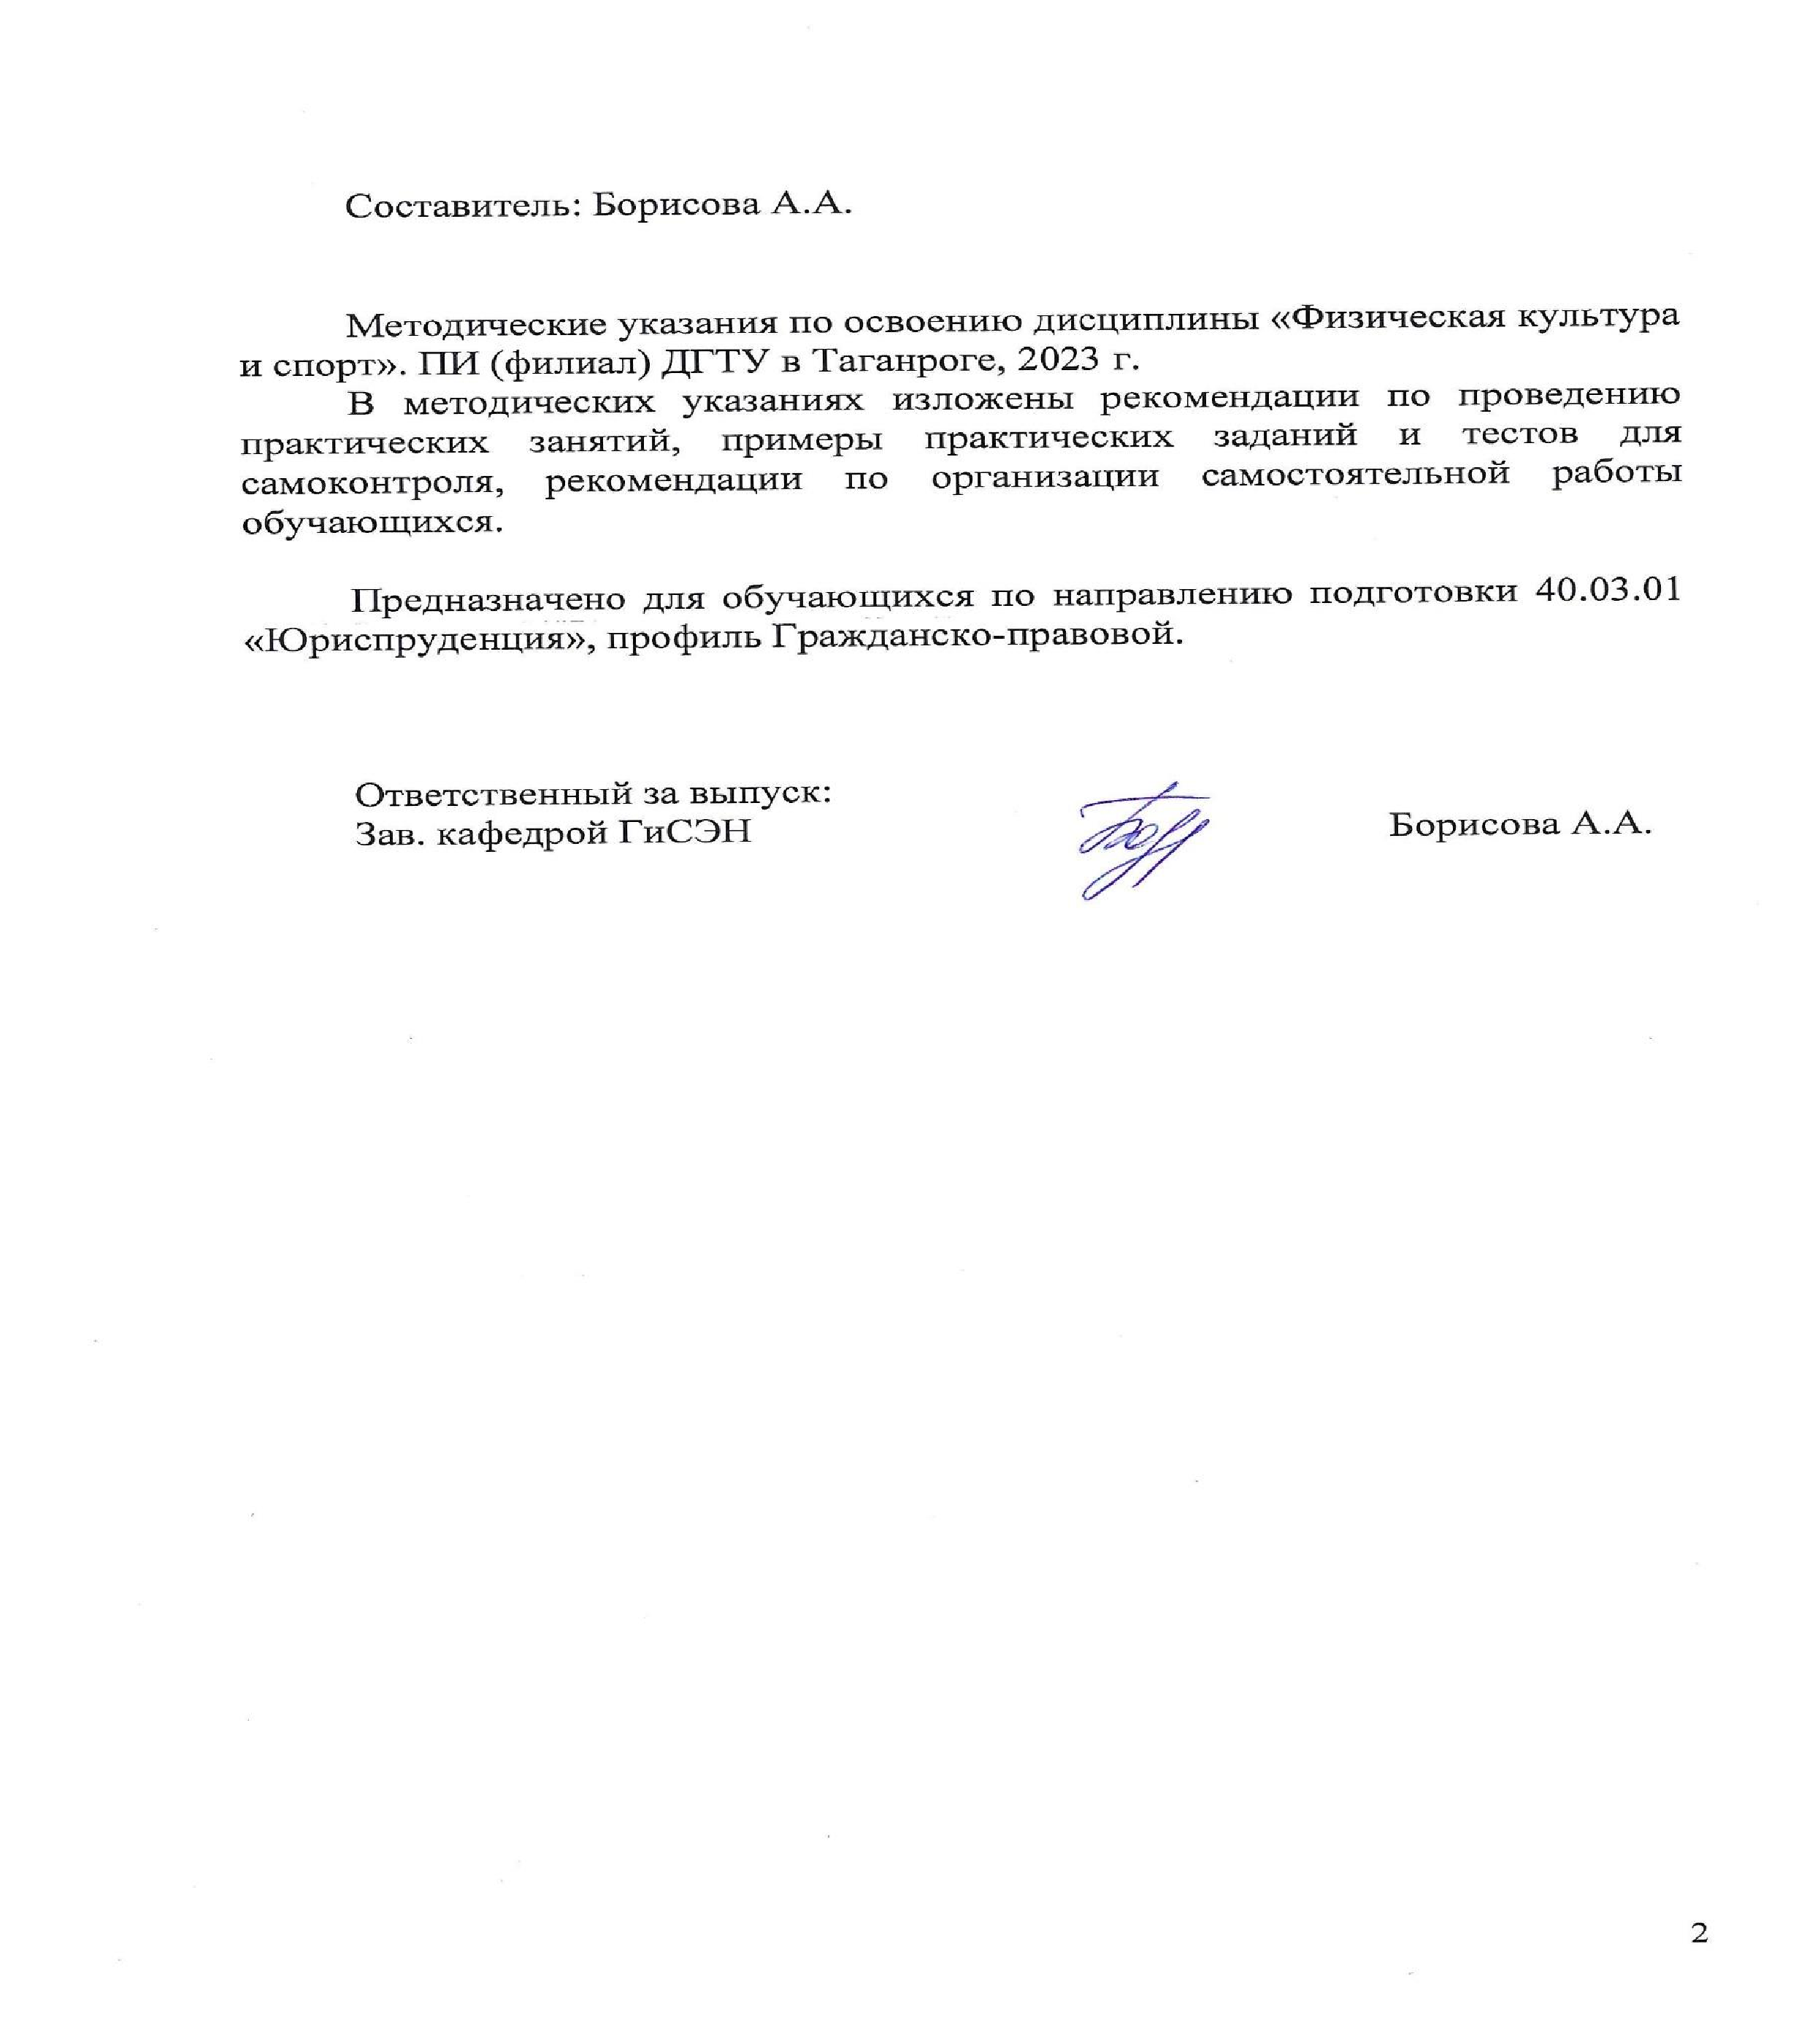 Составитель: Борисова А.А.
Методические указания по освоению дисциплины «Физическая культура
и спорт». ПИ (филиал) ДГТУ в Таганроге, 2023 г.
В методических указаниях изложены рекомендации по проведению
практических занятий, примеры практических заданий и тестов для
самоконтроля, рекомендации по организации самостоятельной работы
обучающихся.
Предназначено для обучающихся по направлению подготовки 40.03.01
«Юриспруденция», профиль Гражданско-правовой.
Ответственный за выпуск:
Зав. кафедрой ГиСЭН
Борисова А.А.
2